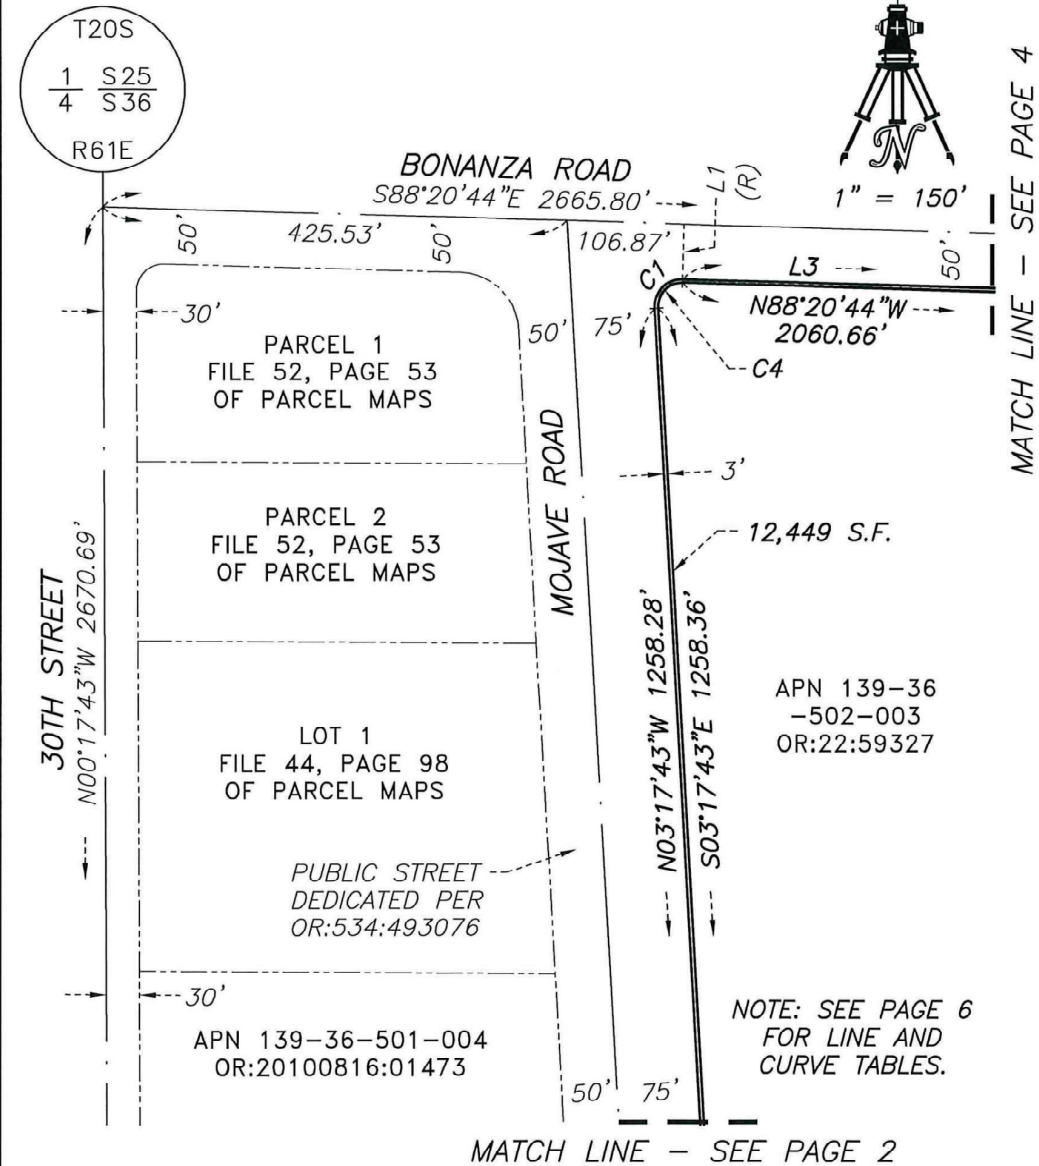 T20S
1 S25
4 S36
R61E
BONANZA ROAD
S88°20'44"E 2665.80'
L1
(R)
N
1" = 150'
MATCH LINE - SEE PAGE 4
50'
425.53'
50'
106.87'
50'
C1
L3
N88°20'44"W
2060.66'
30'
50'
75'
C4
PARCEL 1
FILE 52, PAGE 53
OF PARCEL MAPS
MOJAVE ROAD
3'
PARCEL 2
FILE 52, PAGE 53
OF PARCEL MAPS
12,449 S.F.
30TH STREET
N00°17'43"W 2670.69'
N03°17'43"W 1258.28'
S03°17'43"E 1258.36'
APN 139-36
-502-003
OR:22:59327
LOT 1
FILE 44, PAGE 98
OF PARCEL MAPS
PUBLIC STREET
DEDICATED PER
OR:534:493076
30'
APN 139-36-501-004
OR:20100816:01473
NOTE: SEE PAGE 6
FOR LINE AND
CURVE TABLES.
50'
75'
MATCH LINE - SEE PAGE 2